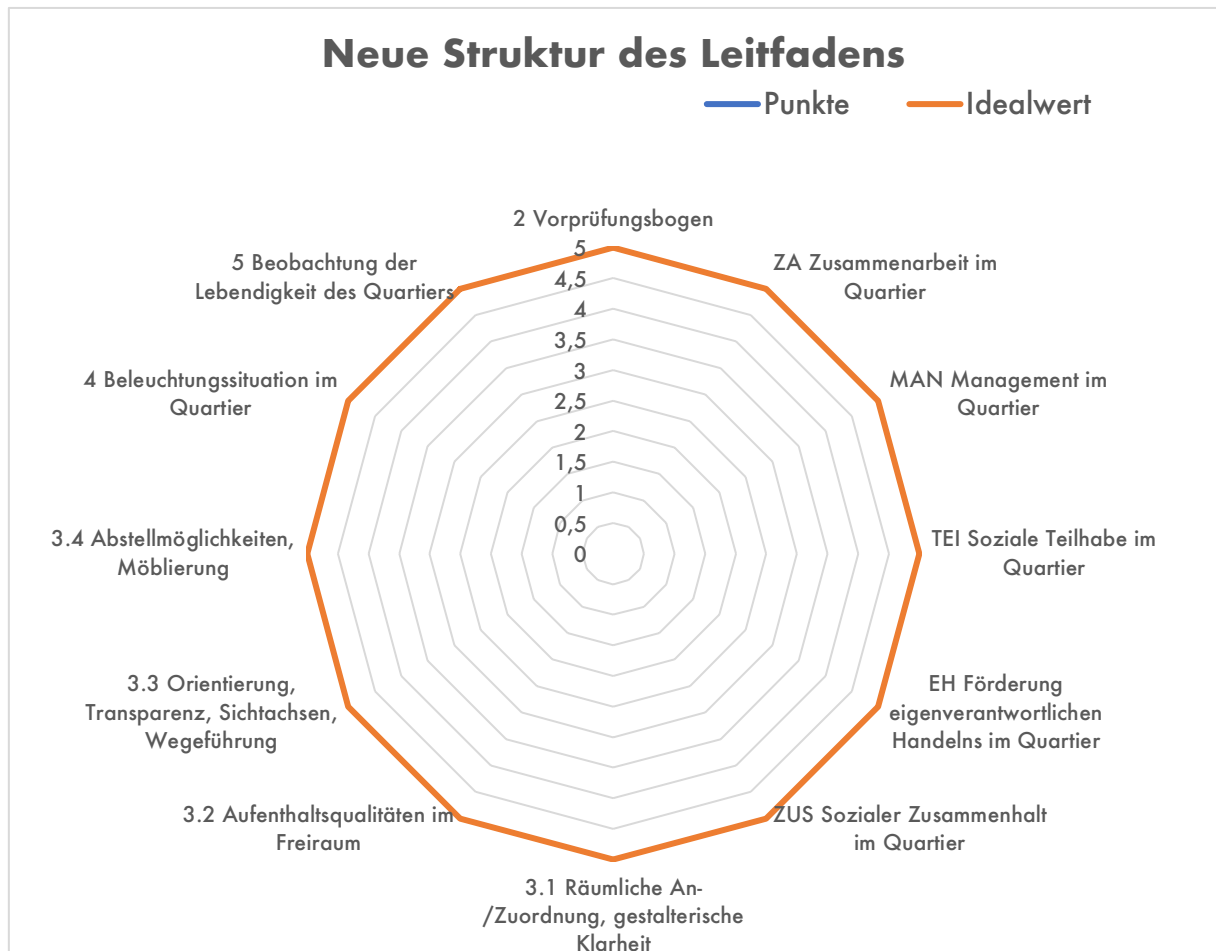 Neue Struktur des Leitfadens
Punkte
Idealwert
2 Vorprüfungsbogen
ZA Zusammenarbeit im
Quartier
MAN Management im
Quartier
TEI Soziale Teilhabe im
Quartier
EH Förderung
eigenverantwortlichen
Handelns im Quartier
ZUS Sozialer Zusammenhalt
im Quartier
3.1 Räumliche An-
/Zuordnung, gestalterische
Klarheit
3.2 Aufenthaltsqualitäten im
Freiraum
3.3 Orientierung,
Transparenz, Sichtachsen,
Wegeführung
3.4 Abstellmöglichkeiten,
Möblierung
4 Beleuchtungssituation im
Quartier
5 Beobachtung der
Lebendigkeit des Quartiers
5
4,5
4
3,5
3
2,5
2
1,5
1
0,5
0